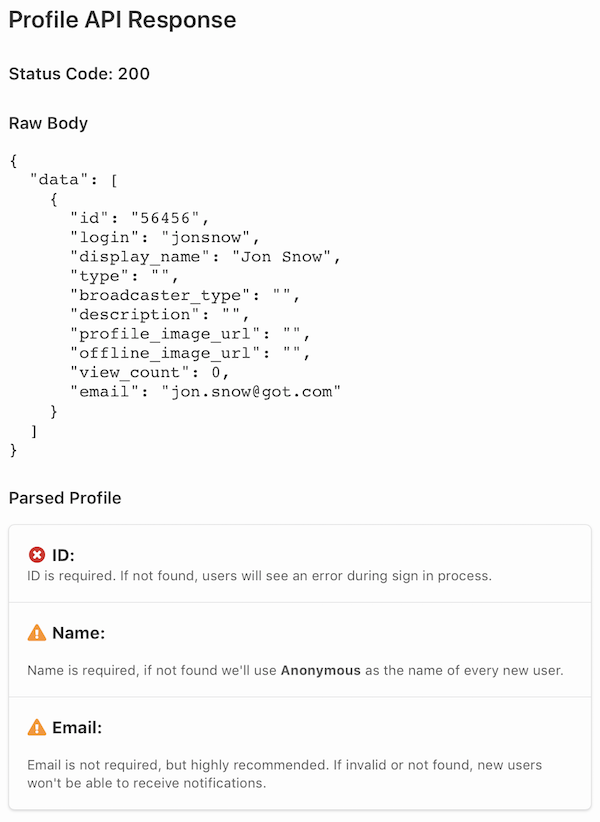 Profile API Response
Status Code: 200
Raw Body
{
  "data": [
    {
      "id": "56456",
      "login": "jonsnow",
      "display_name": "Jon Snow",
      "type": "",
      "broadcaster_type": "",
      "description": "",
      "profile_image_url": "",
      "offline_image_url": "",
      "view_count": 0,
      "email": "jon.snow@got.com"
    }
  ]
}
Parsed Profile
ID:
ID is required. If not found, users will see an error during sign in process.
Name:
Name is required, if not found we'll use Anonymous as the name of every new user.
Email:
Email is not required, but highly recommended. If invalid or not found, new users
won't be able to receive notifications.